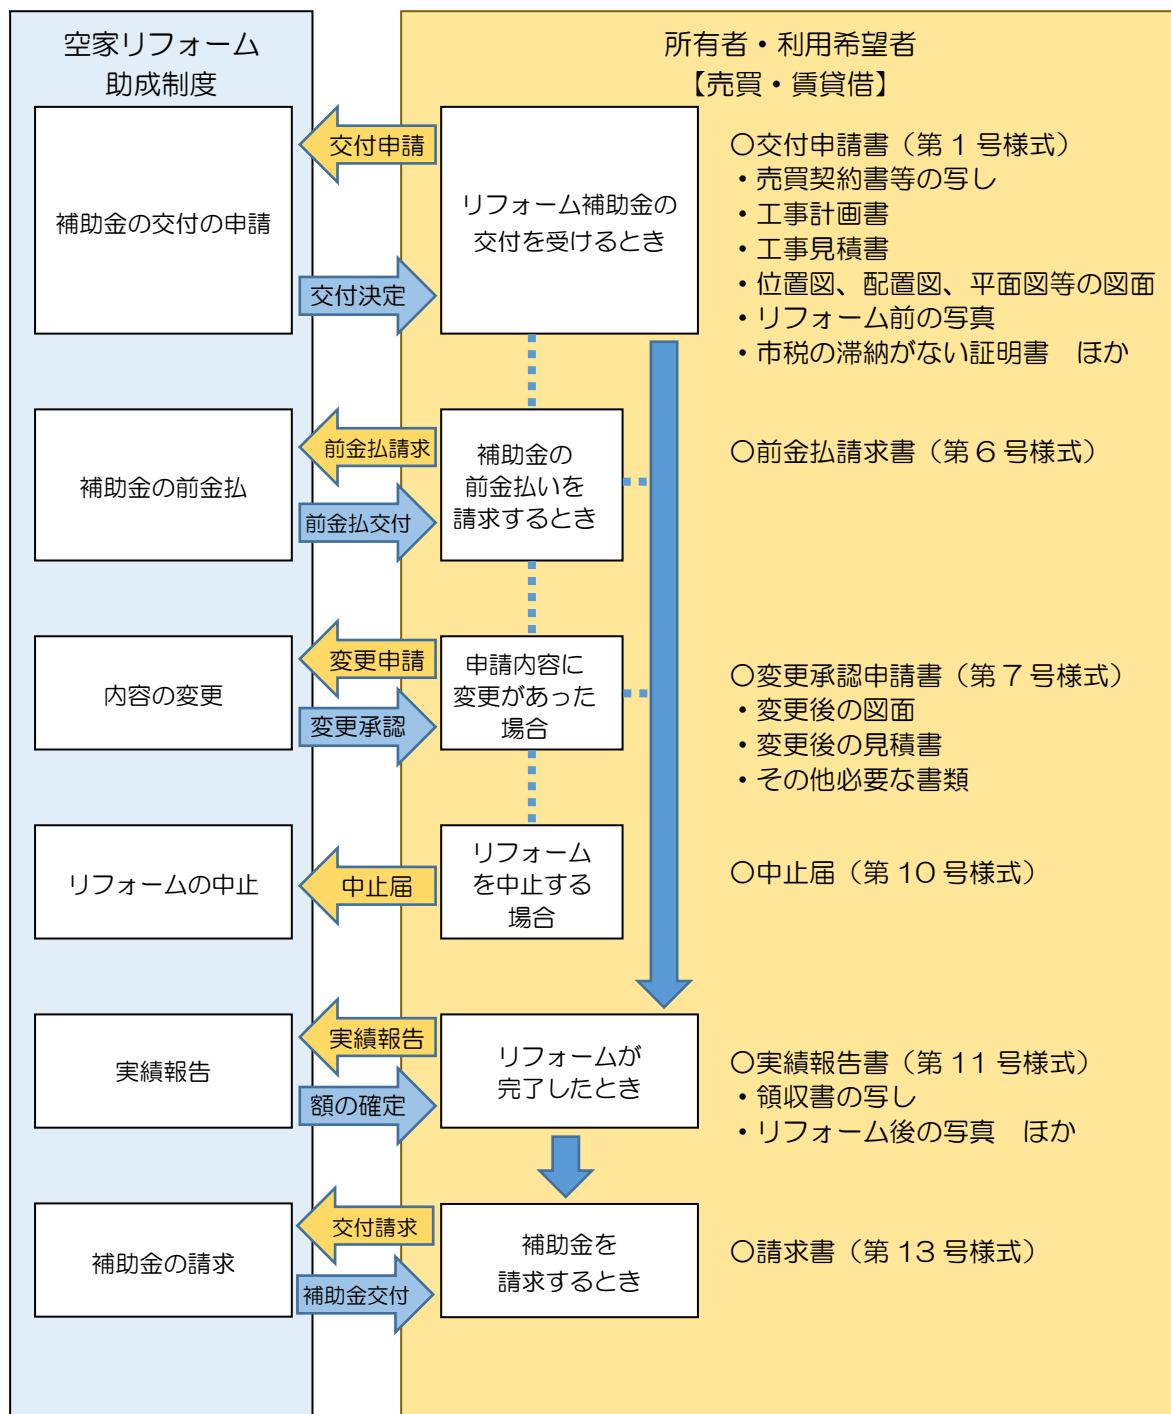 空家リフォーム
助成制度
所有者・利用希望者
【売買・賃貸借】
補助金の交付の申請
交付申請
交付決定
リフォーム補助金の
交付を受けるとき
○交付申請書（第１号様式）
・売買契約書等の写し
・工事計画書
・工事見積書
・位置図、配置図、平面図等の図面
・リフォーム前の写真
・市税の滞納がない証明書　ほか
補助金の前金払
前金払請求
前金払交付
補助金の
前金払いを
請求するとき
○前金払請求書（第６号様式）
内容の変更
変更申請
変更承認
申請内容に
変更があった
場合
○変更承認申請書（第７号様式）
・変更後の図面
・変更後の見積書
・その他必要な書類
リフォームの中止
中止届
リフォーム
を中止する
場合
○中止届（第 10 号様式）
実績報告
実績報告
額の確定
リフォームが
完了したとき
○実績報告書（第 11 号様式）
・領収書の写し
・リフォーム後の写真　ほか
補助金の請求
交付請求
補助金交付
補助金を
請求するとき
○請求書（第 13 号様式）